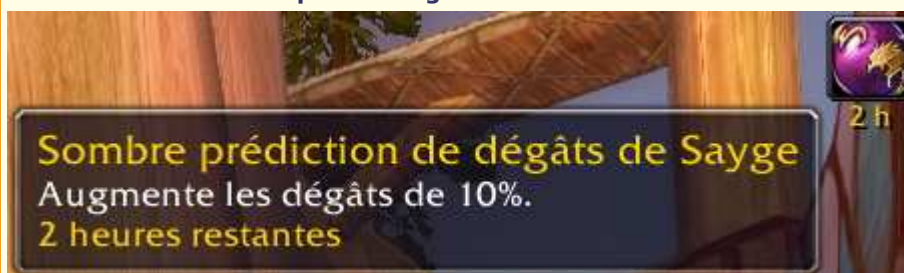 2 h
Sombre prédiction de dégâts de Sayge
Augmente les dégâts de 10%.
2 heures restantes